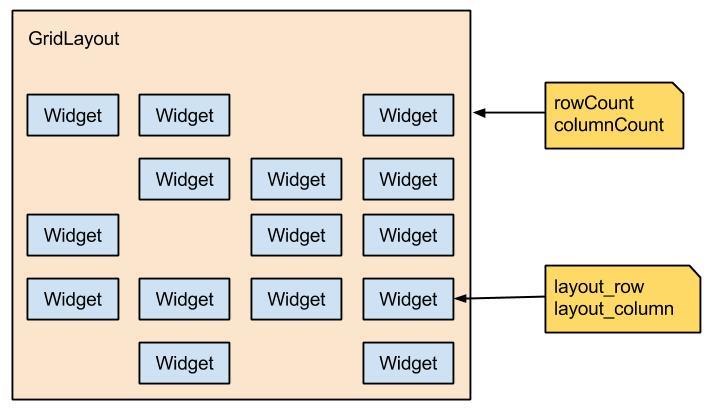 GridLayout
Widget Widget Widget
rowCount
columnCount
Widget Widget Widget
Widget Widget Widget
Widget Widget Widget Widget
layout_row
layout_column
Widget Widget